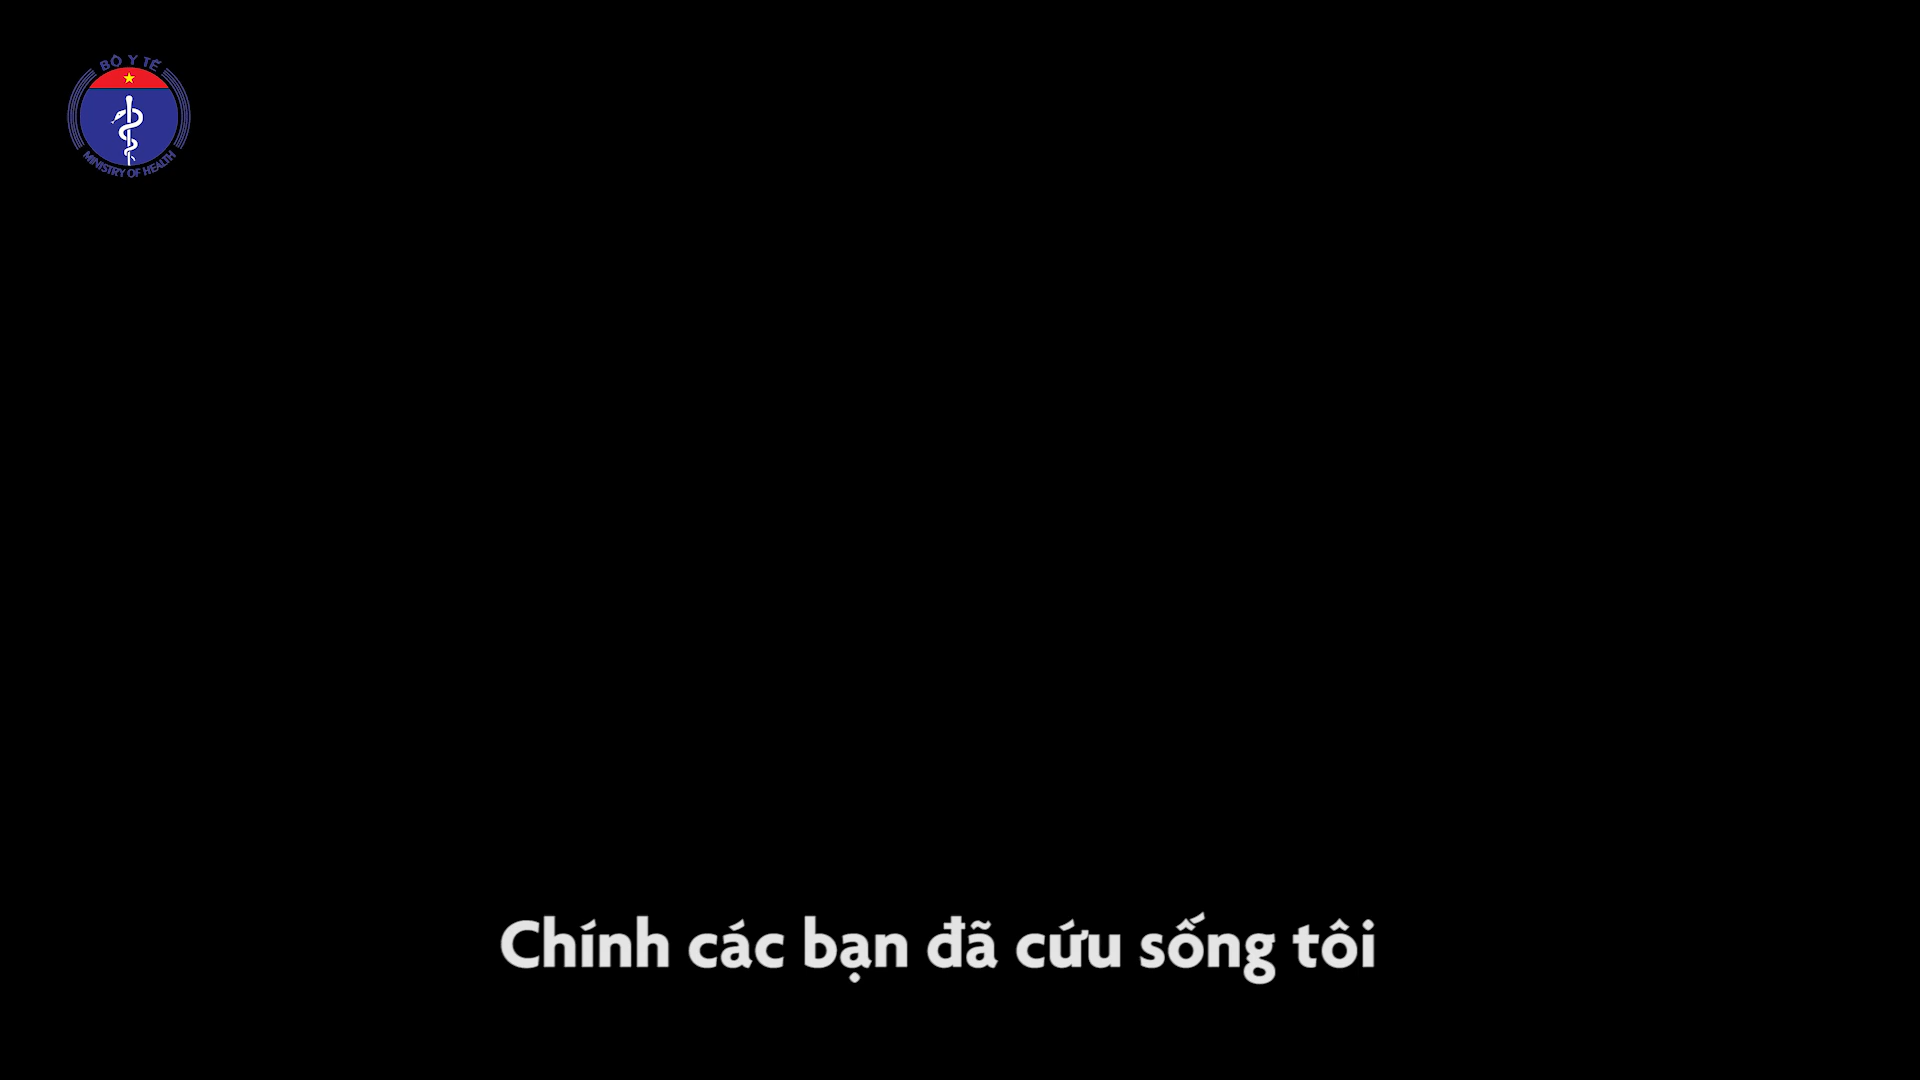 BỘ Y TẾ
MINISTRY OF HEALTH
Chính các bạn đã cứu sống tôi